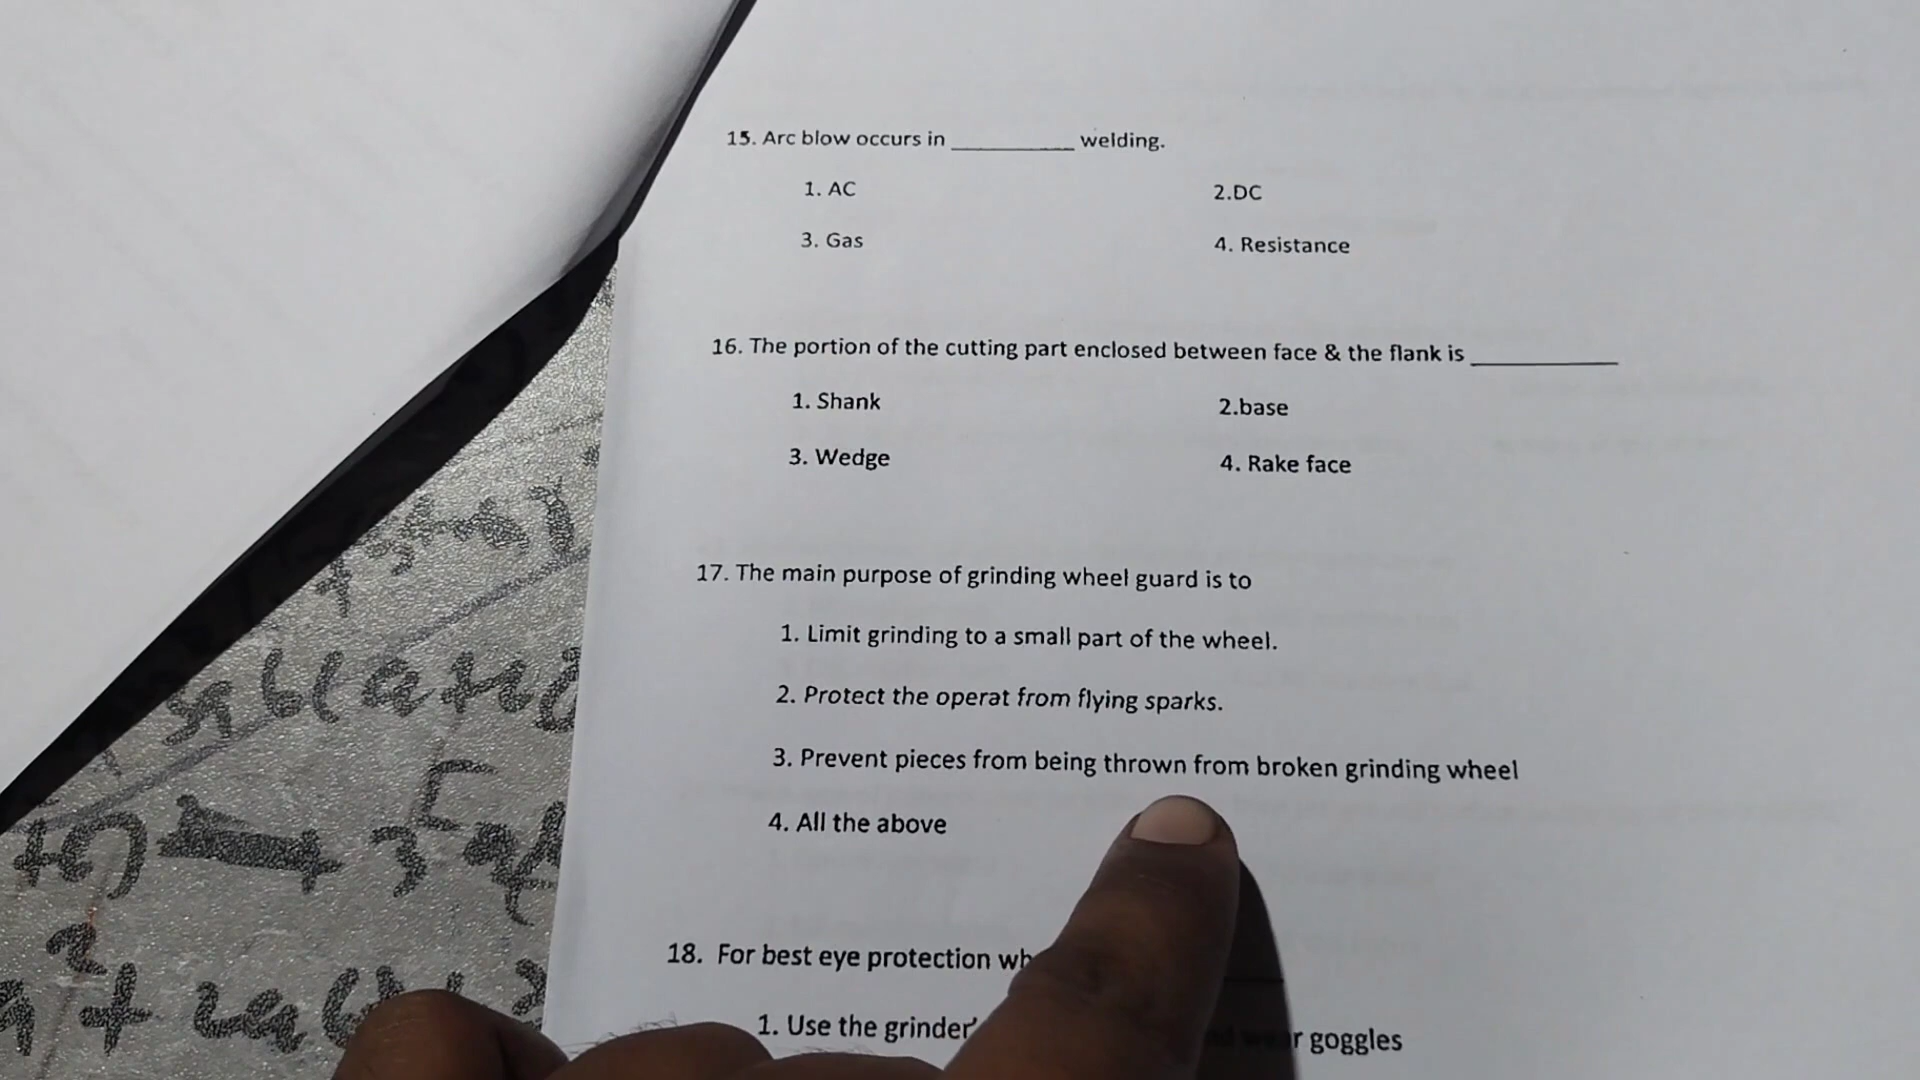 15. Arc blow occurs in __________ welding.
1. AC 2.DC
3. Gas 4. Resistance
16. The portion of the cutting part enclosed between face & the flank is __________
1. Shank 2.base
3. Wedge 4. Rake face
17. The main purpose of grinding wheel guard is to
1. Limit grinding to a small part of the wheel.
2. Protect the operat from flying sparks.
3. Prevent pieces from being thrown from broken grinding wheel
4. All the above
18. For best eye protection
1. Use the grinder' goggles